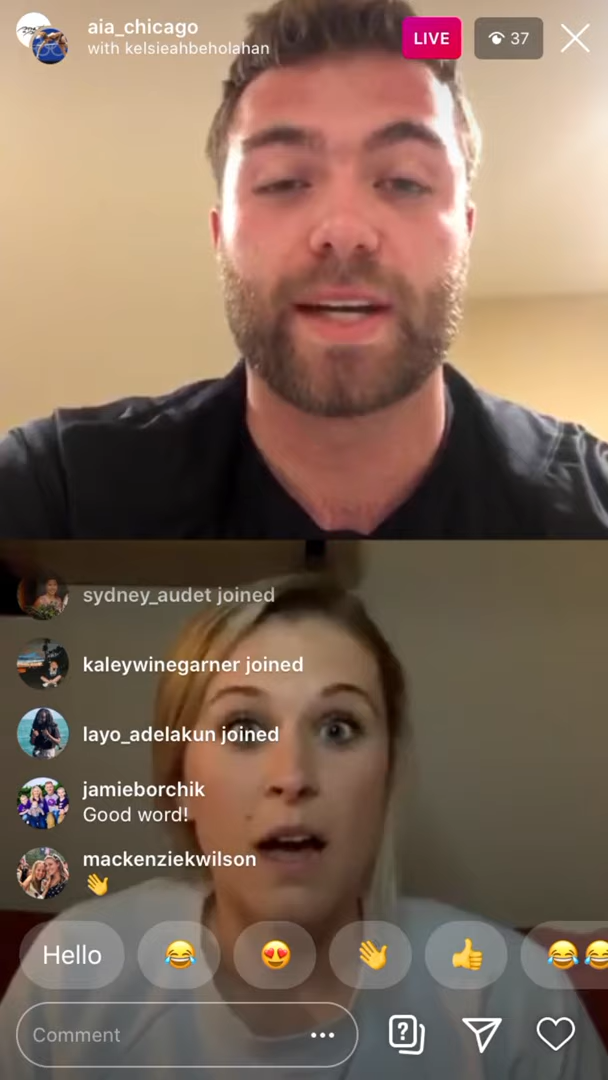 aia_chicago
with kelsieahbeholahan
LIVE
37
sydney_audet joined
kaleywinegarner joined
layo_adelakun joined
jamieborchik
Good word!
mackenziekwilson
👋
Hello 😂 😍 👋 👍 😂😂
Comment